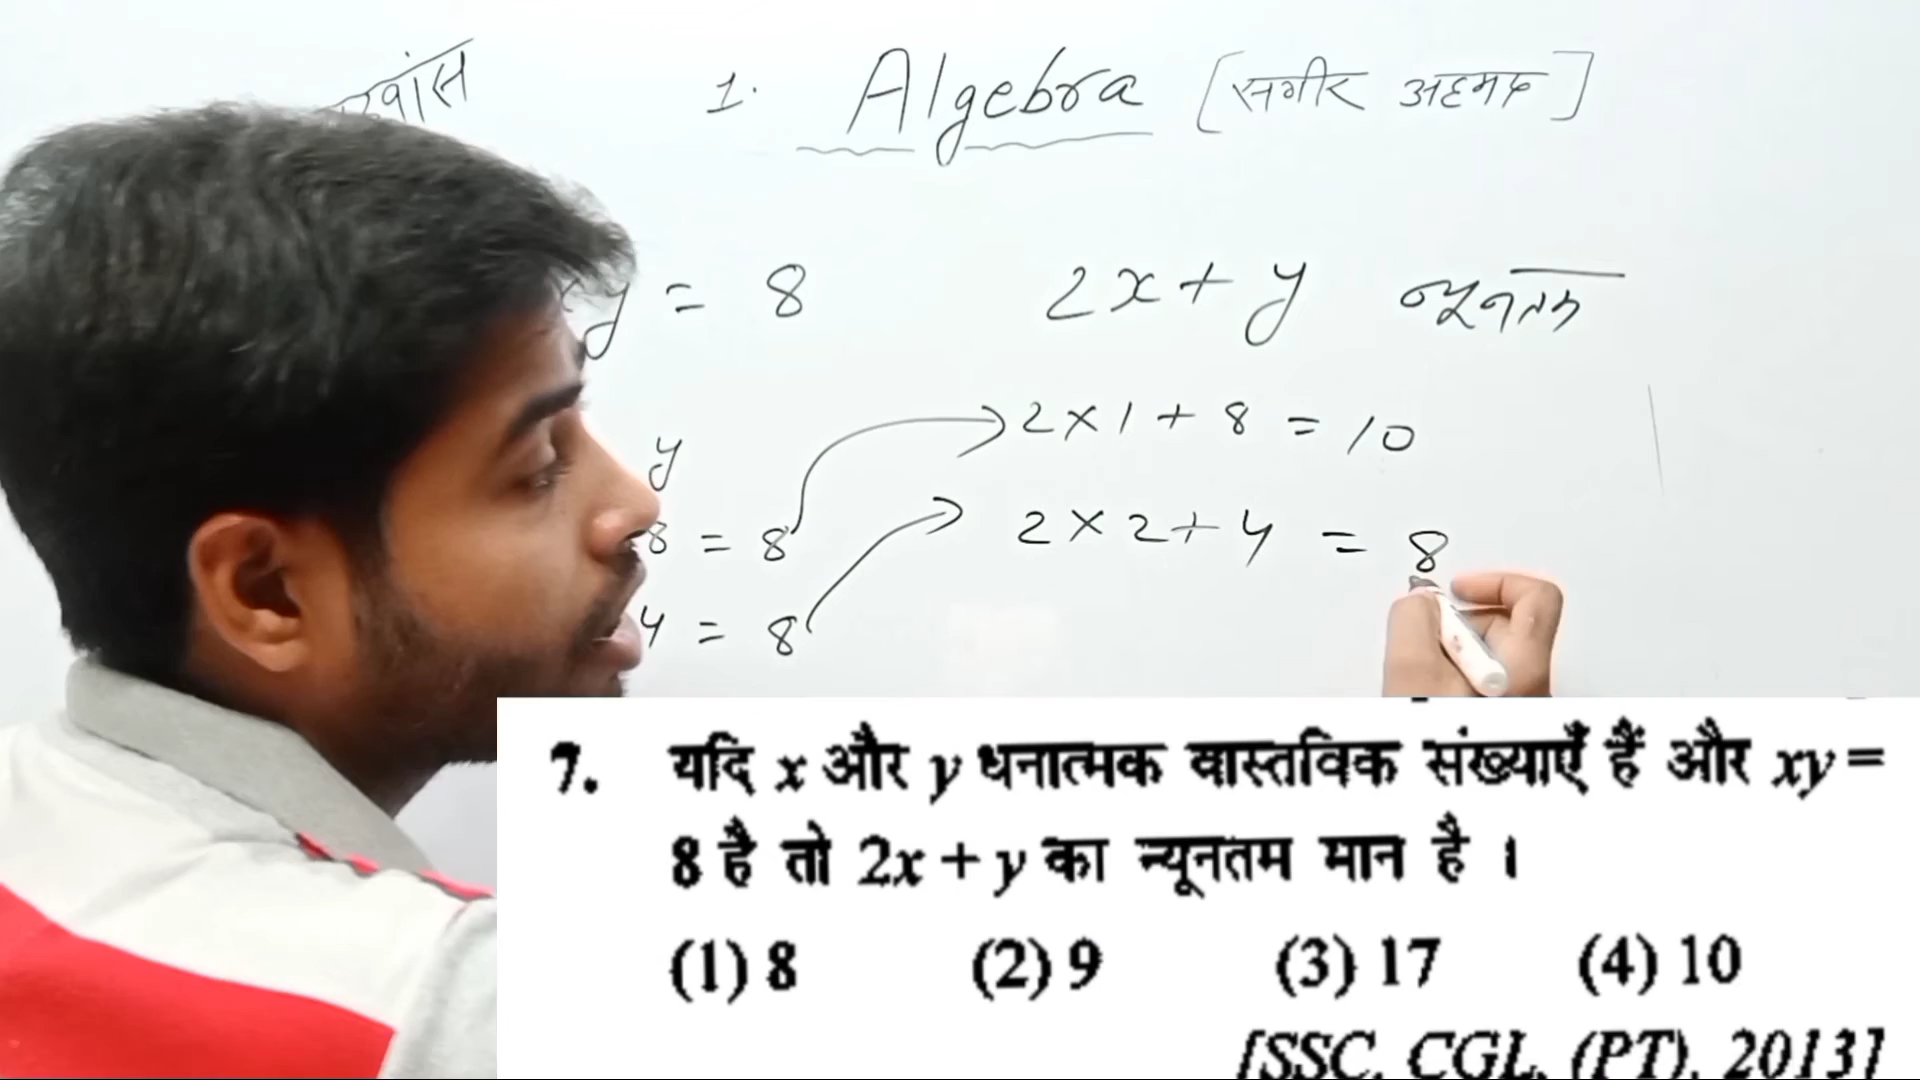 1. Algebra [सगीर अहमद]
xy = 8 2x + y न्यूनतम
y
8 = 8 2 × 1 + 8 = 10
4 = 8 2 × 2 + 4 = 8
7. यदि x और y धनात्मक वास्तविक संख्याएँ हैं और xy =
8 है तो 2x + y का न्यूनतम मान है ।
(1) 8 (2) 9 (3) 17 (4) 10
[SSC, CGL, (PT), 2013]